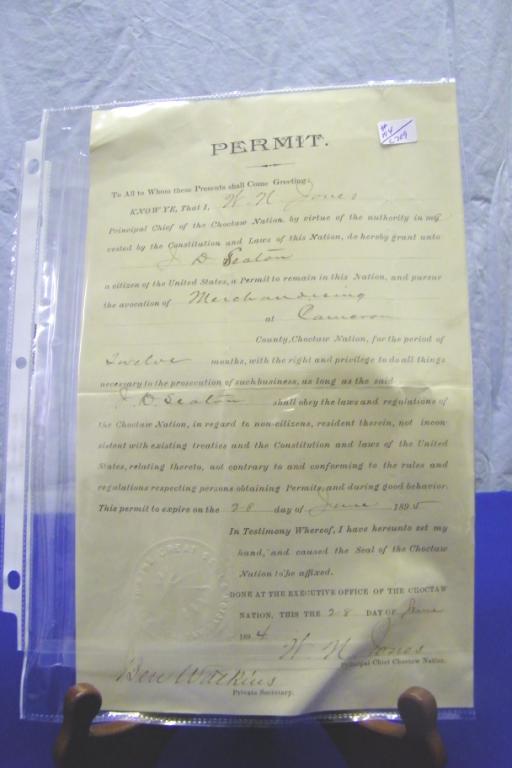 PERMIT.
To All to Whom these Presents shall Come Greeting:
KNOW YE, That I, W. N. Jones
Principal Chief of the Choctaw Nation, by virtue of the authority in me
vested by the Constitution and Laws of this Nation, do hereby grant unto
J D Seaton
a citizen of the United States, a Permit to remain in this Nation, and pursue
the avocation of Merchandising
at Cameron
County, Choctaw Nation, for the period of
Twelve months, with the right and privilege to do all things
necessary to the prosecution of such business, as long as the said
J. D. Seaton shall obey the laws and regulations of
the Choctaw Nation, in regard to non-citizens, resident therein, not incon-
sistent with existing treaties and the Constitution and laws of the United
States, relating thereto, not contrary to and conforming to the rules and
regulations respecting persons obtaining Permits, and during good behavior.
This permit to expire on the 28 day of June 1895
In Testimony Whereof, I have hereunto set my
hand, and caused the Seal of the Choctaw
Nation to be affixed.
DONE AT THE EXECUTIVE OFFICE OF THE CHOCTAW
NATION, THIS THE 28 DAY OF June
1894
W. N. Jones
Principal Chief Choctaw Nation.
Ben Watkins
Private Secretary.